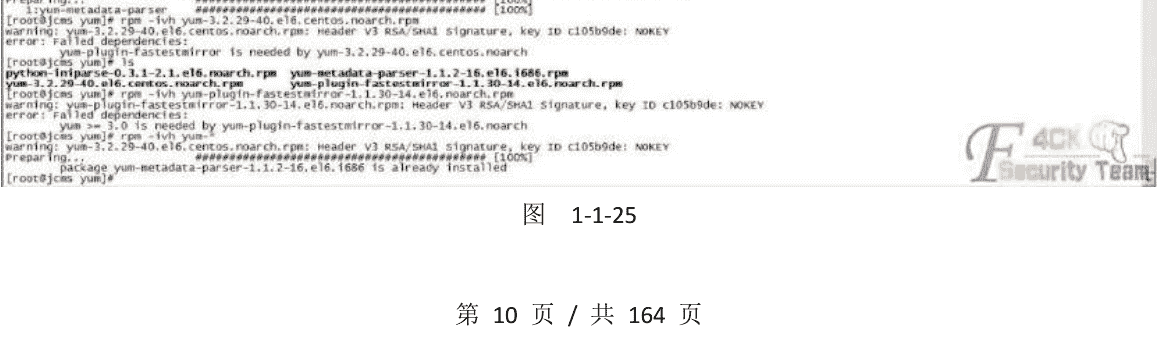 Preparing... ########################################### [100%]
1:yum-metadata-parser ########################################### [100%]
[root@jcms yum]# rpm -ivh yum-3.2.29-40.el6.centos.noarch.rpm
warning: yum-3.2.29-40.el6.centos.noarch.rpm: Header V3 RSA/SHA1 Signature, key ID c105b9de: NOKEY
error: Failed dependencies:
yum-plugin-fastestmirror is needed by yum-3.2.29-40.el6.centos.noarch
[root@jcms yum]# ls
python-iniparse-0.3.1-2.1.el6.noarch.rpm yum-metadata-parser-1.1.2-16.el6.i686.rpm
yum-3.2.29-40.el6.centos.noarch.rpm yum-plugin-fastestmirror-1.1.30-14.el6.noarch.rpm
[root@jcms yum]# rpm -ivh yum-plugin-fastestmirror-1.1.30-14.el6.noarch.rpm
warning: yum-plugin-fastestmirror-1.1.30-14.el6.noarch.rpm: Header V3 RSA/SHA1 Signature, key ID c105b9de: NOKEY
error: Failed dependencies:
yum >= 3.0 is needed by yum-plugin-fastestmirror-1.1.30-14.el6.noarch
[root@jcms yum]# rpm -ivh yum-*
warning: yum-3.2.29-40.el6.centos.noarch.rpm: Header V3 RSA/SHA1 Signature, key ID c105b9de: NOKEY
Preparing... ########################################### [100%]
package yum-metadata-parser-1.1.2-16.el6.i686 is already installed
[root@jcms yum]#
F4CK
Security Team
图 1-1-25
第 10 页 / 共 164 页